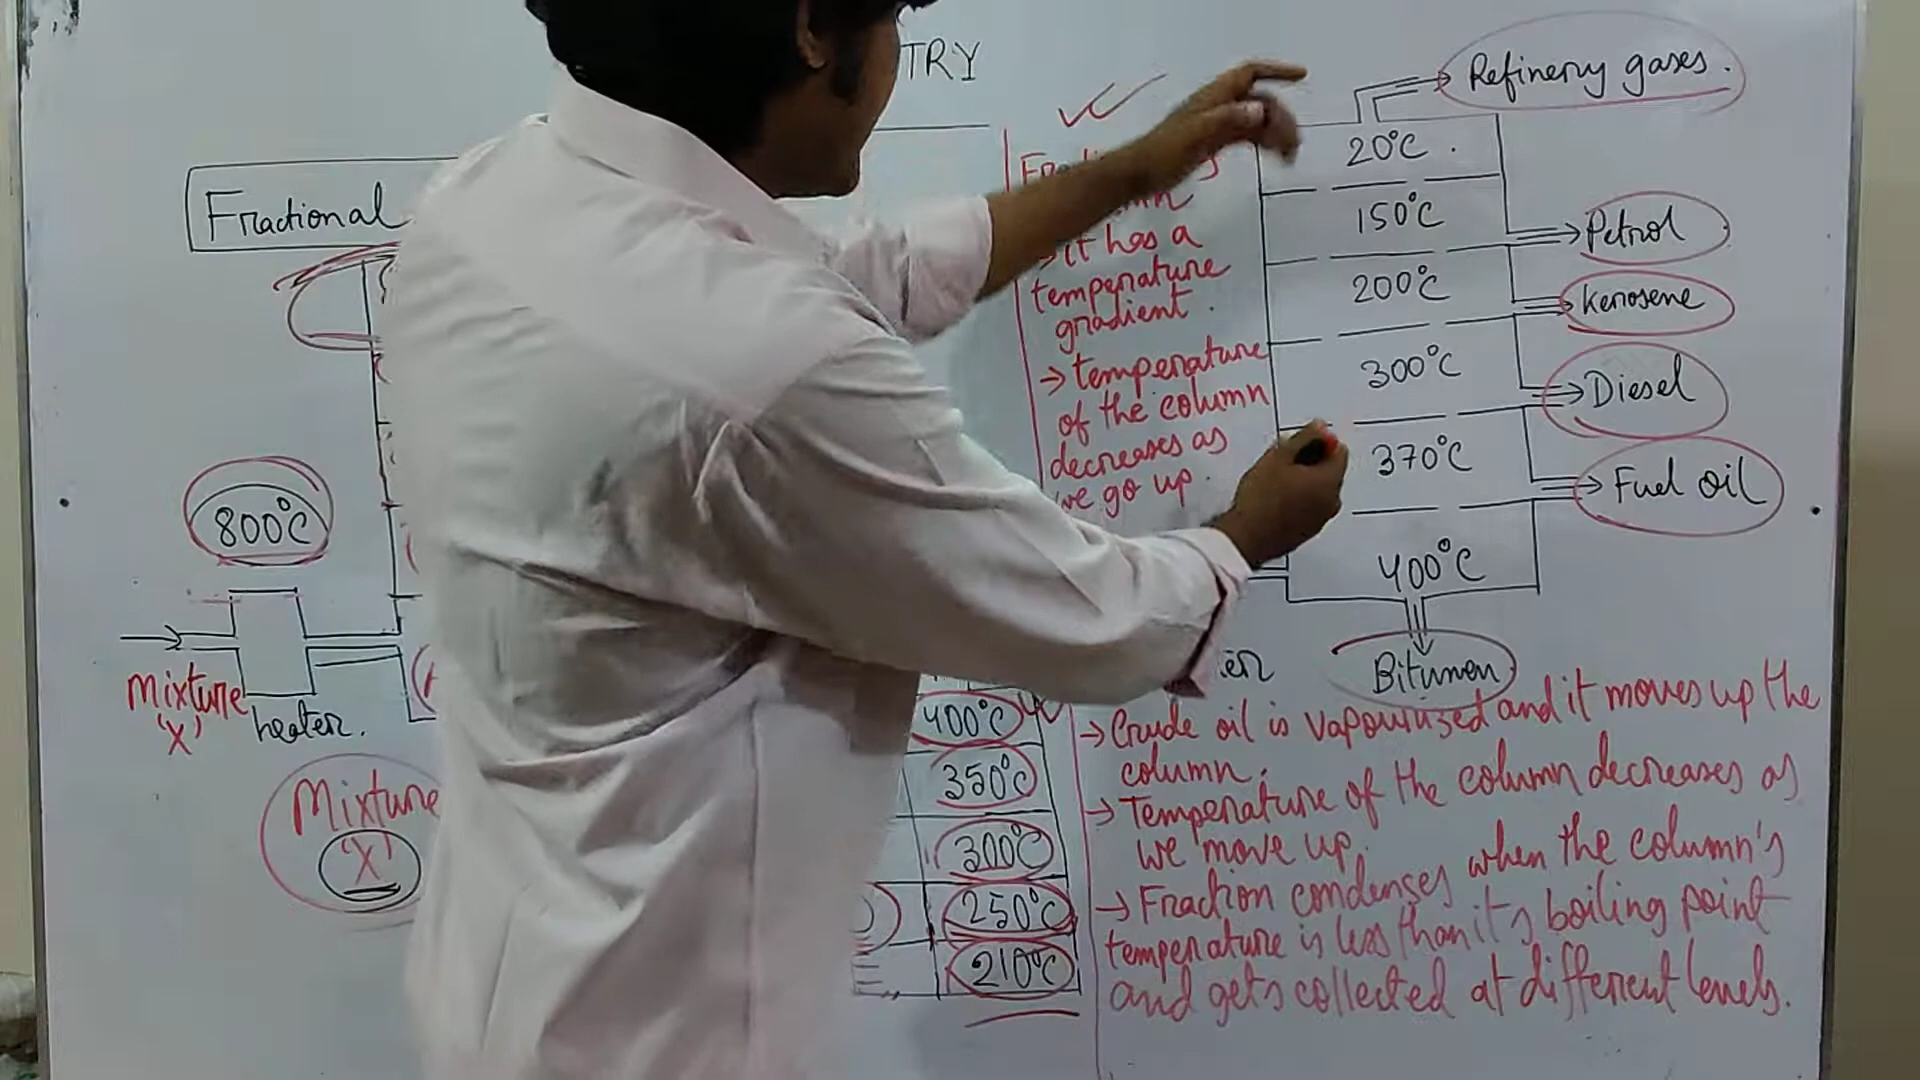 TRY
Fractional
800°C
Mixture
'X'
heater.
Mixture
'X'
400°C
350°C
300°C
250°C
210°C
→ it has a
temperature
gradient.
→ temperature
of the column
decreases as
we go up.
Refinery gases.
20°C.
150°C
Petrol
200°C
Kerosene
300°C
Diesel
370°C
Fuel oil
400°C
Bitumen
→ Crude oil is vapourized and it moves up the
column.
→ Temperature of the column decreases as
we move up.
→ Fraction condenses when the column's
temperature is less than it's boiling point
and gets collected at different levels.